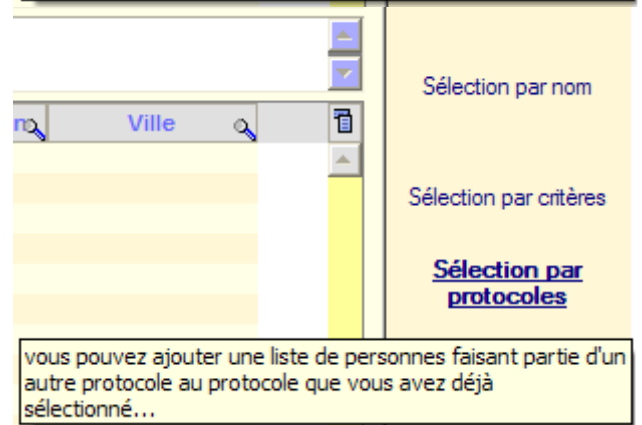 Sélection par nom
Ville
Sélection par critères
Sélection par
protocoles
vous pouvez ajouter une liste de personnes faisant partie d'un
autre protocole au protocole que vous avez déjà
sélectionné...